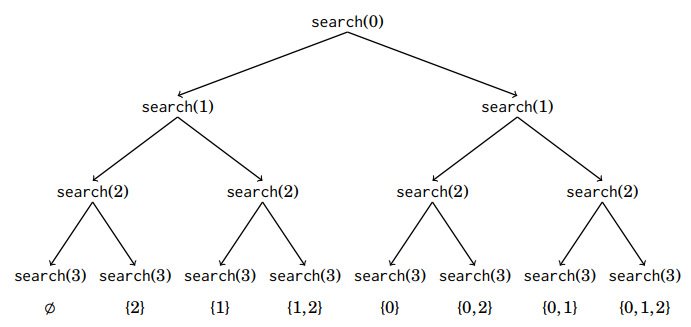 search(0)
search(1) search(1)
search(2) search(2) search(2) search(2)
search(3) search(3) search(3) search(3) search(3) search(3) search(3) search(3)
∅ {2} {1} {1,2} {0} {0,2} {0,1} {0,1,2}